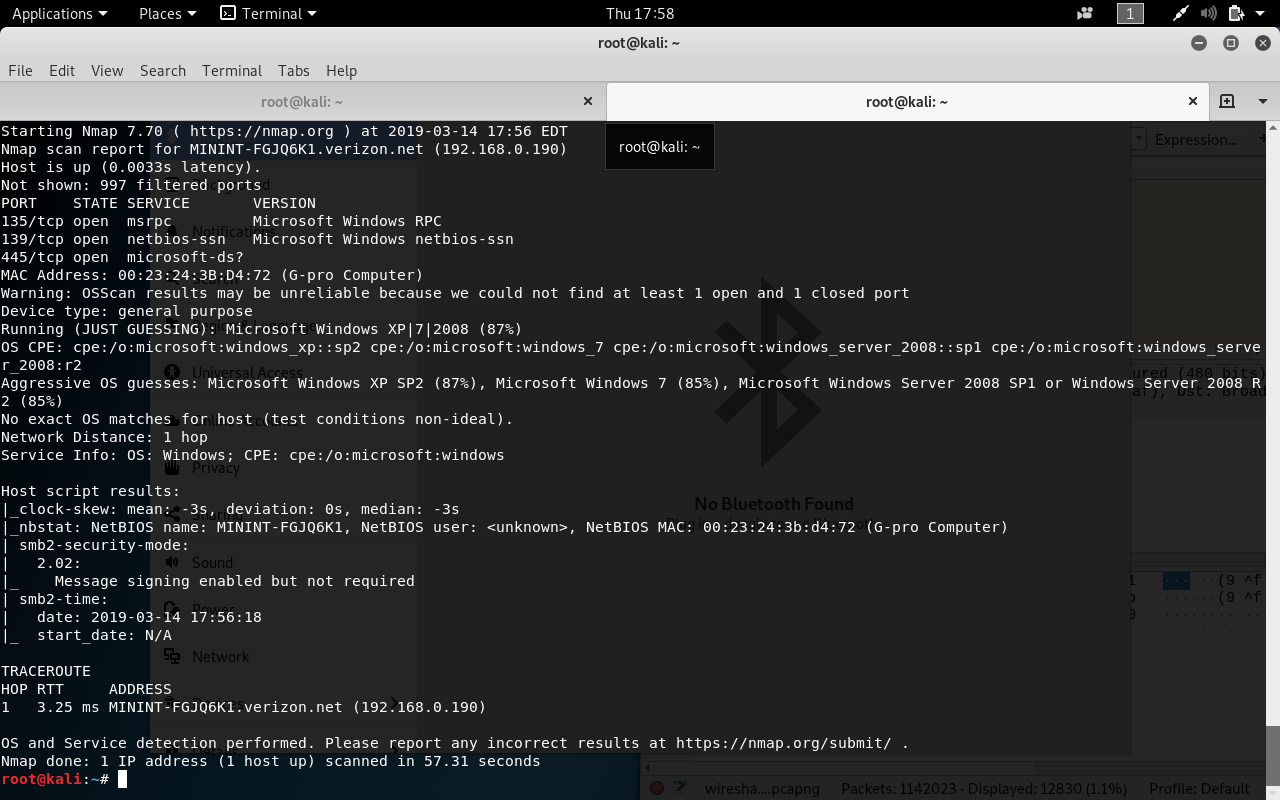 Applications Places Terminal Thu 17:58 1
root@kali: ~
File Edit View Search Terminal Tabs Help
root@kali: ~ × root@kali: ~ ×
Starting Nmap 7.70 ( https://nmap.org ) at 2019-03-14 17:56 EDT
root@kali: ~
Expression...
Nmap scan report for MININT-FGJQ6K1.verizon.net (192.168.0.190)
Host is up (0.0033s latency).
Not shown: 997 filtered ports
PORT    STATE SERVICE       VERSION
135/tcp open  msrpc         Microsoft Windows RPC
Notifications
139/tcp open  netbios-ssn   Microsoft Windows netbios-ssn
445/tcp open  microsoft-ds?
MAC Address: 00:23:24:3B:D4:72 (G-pro Computer)
Warning: OSScan results may be unreliable because we could not find at least 1 open and 1 closed port
Device type: general purpose
Running (JUST GUESSING): Microsoft Windows XP|7|2008 (87%)
OS CPE: cpe:/o:microsoft:windows_xp::sp2 cpe:/o:microsoft:windows_7 cpe:/o:microsoft:windows_server_2008::sp1 cpe:/o:microsoft:windows_serve
r_2008:r2
Universal Access
ured (480 bits)
Aggressive OS guesses: Microsoft Windows XP SP2 (87%), Microsoft Windows 7 (85%), Microsoft Windows Server 2008 SP1 or Windows Server 2008 R
2 (85%)
af), Dst: Broad
No exact OS matches for host (test conditions non-ideal).
Network Distance: 1 hop
Service Info: OS: Windows; CPE: cpe:/o:microsoft:windows
Privacy
Host script results:
|_clock-skew: mean: -3s, deviation: 0s, median: -3s
No Bluetooth Found
|_nbstat: NetBIOS name: MININT-FGJQ6K1, NetBIOS user: <unknown>, NetBIOS MAC: 00:23:24:3b:d4:72 (G-pro Computer)
| smb2-security-mode:
|   2.02:
Sound
|_    Message signing enabled but not required
| smb2-time:
Power
|   date: 2019-03-14 17:56:18
|_  start_date: N/A
Network
TRACEROUTE
HOP RTT     ADDRESS
1   3.25 ms MININT-FGJQ6K1.verizon.net (192.168.0.190)
OS and Service detection performed. Please report any incorrect results at https://nmap.org/submit/ .
Nmap done: 1 IP address (1 host up) scanned in 57.31 seconds
root@kali:~#
wiresha....pcapng Packets: 1142023 · Displayed: 12830 (1.1%) Profile: Default